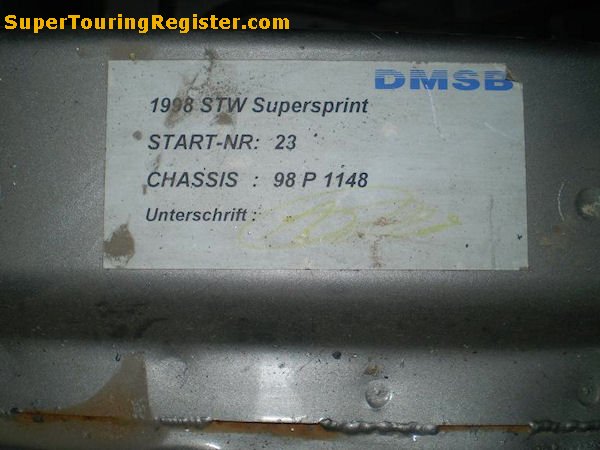 SuperTouringRegister.com
DMSB
1998 STW Supersprint
START-NR: 23
CHASSIS : 98 P 1148
Unterschrift :